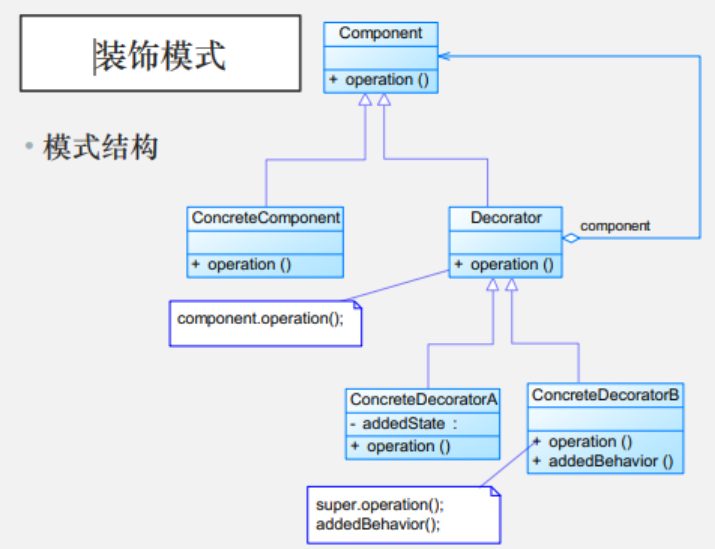 装饰模式
• 模式结构
Component
+ operation ()
ConcreteComponent
+ operation ()
Decorator
+ operation ()
component
component.operation();
ConcreteDecoratorA
- addedState :
+ operation ()
ConcreteDecoratorB
+ operation ()
+ addedBehavior ()
super.operation();
addedBehavior();